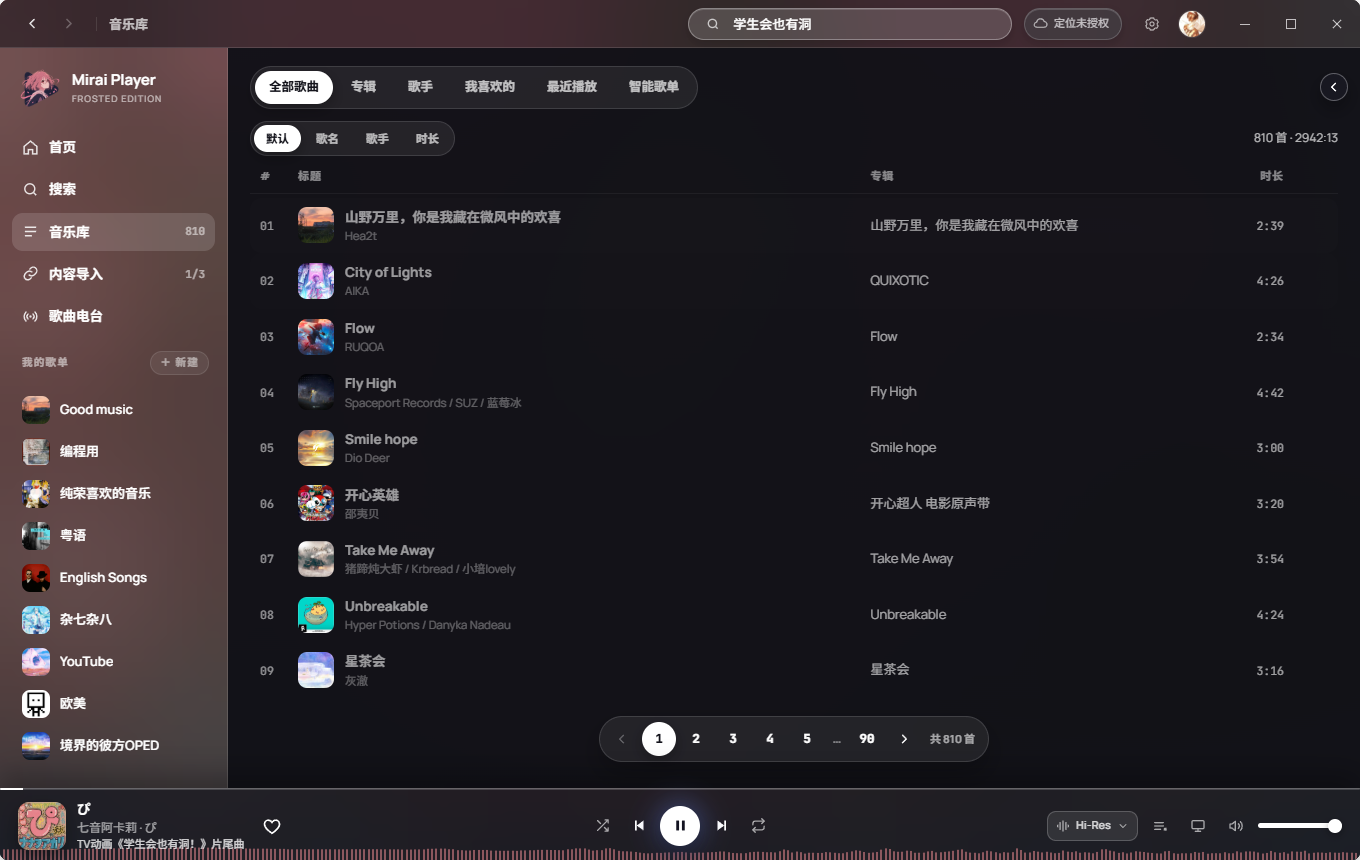 音乐库
学生会也有洞
定位未授权
Mirai Player
FROSTED EDITION
首页
搜索
音乐库 810
内容导入 1/3
歌曲电台
我的歌单 + 新建
Good music
编程用
纯荣喜欢的音乐
粤语
English Songs
杂七杂八
YouTube
欧美
境界的彼方OPED
全部歌曲 专辑 歌手 我喜欢的 最近播放 智能歌单
默认 歌名 歌手 时长
810 首 · 2942:13
# 标题 专辑 时长
01 山野万里，你是我藏在微风中的欢喜 山野万里，你是我藏在微风中的欢喜 2:39
Hea2t
02 City of Lights QUIXOTIC 4:26
AIKA
03 Flow Flow 2:34
RUQOA
04 Fly High Fly High 4:42
Spaceport Records / SUZ / 蓝莓冰
05 Smile hope Smile hope 3:00
Dio Deer
06 开心英雄 开心超人 电影原声带 3:20
邵夷贝
07 Take Me Away Take Me Away 3:54
猪蹄炖大虾 / Krbread / 小培lovely
08 Unbreakable Unbreakable 4:24
Hyper Potions / Danyka Nadeau
09 星茶会 星茶会 3:16
灰澈
1 2 3 4 5 ... 90 共 810 首
ぴ
七音阿卡莉 · ぴ
TV动画《学生会也有洞！》片尾曲
Hi-Res